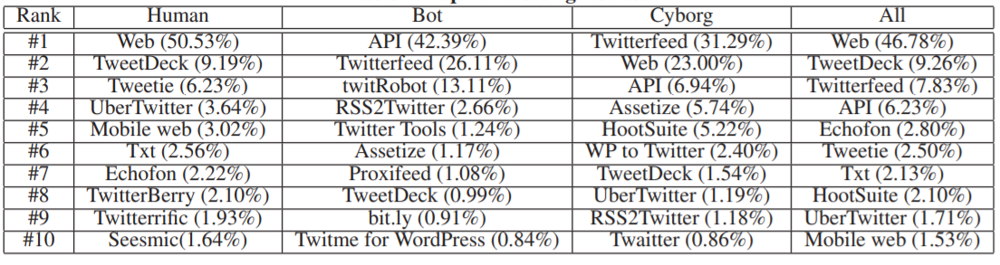 Rank Human Bot Cyborg All
#1 Web (50.53%) API (42.39%) Twitterfeed (31.29%) Web (46.78%)
#2 TweetDeck (9.19%) Twitterfeed (26.11%) Web (23.00%) TweetDeck (9.26%)
#3 Tweetie (6.23%) twitRobot (13.11%) API (6.94%) Twitterfeed (7.83%)
#4 UberTwitter (3.64%) RSS2Twitter (2.66%) Assetize (5.74%) API (6.23%)
#5 Mobile web (3.02%) Twitter Tools (1.24%) HootSuite (5.22%) Echofon (2.80%)
#6 Txt (2.56%) Assetize (1.17%) WP to Twitter (2.40%) Tweetie (2.50%)
#7 Echofon (2.22%) Proxifeed (1.08%) TweetDeck (1.54%) Txt (2.13%)
#8 TwitterBerry (2.10%) TweetDeck (0.99%) UberTwitter (1.19%) HootSuite (2.10%)
#9 Twitterrific (1.93%) bit.ly (0.91%) RSS2Twitter (1.18%) UberTwitter (1.71%)
#10 Seesmic(1.64%) Twitme for WordPress (0.84%) Twaitter (0.86%) Mobile web (1.53%)